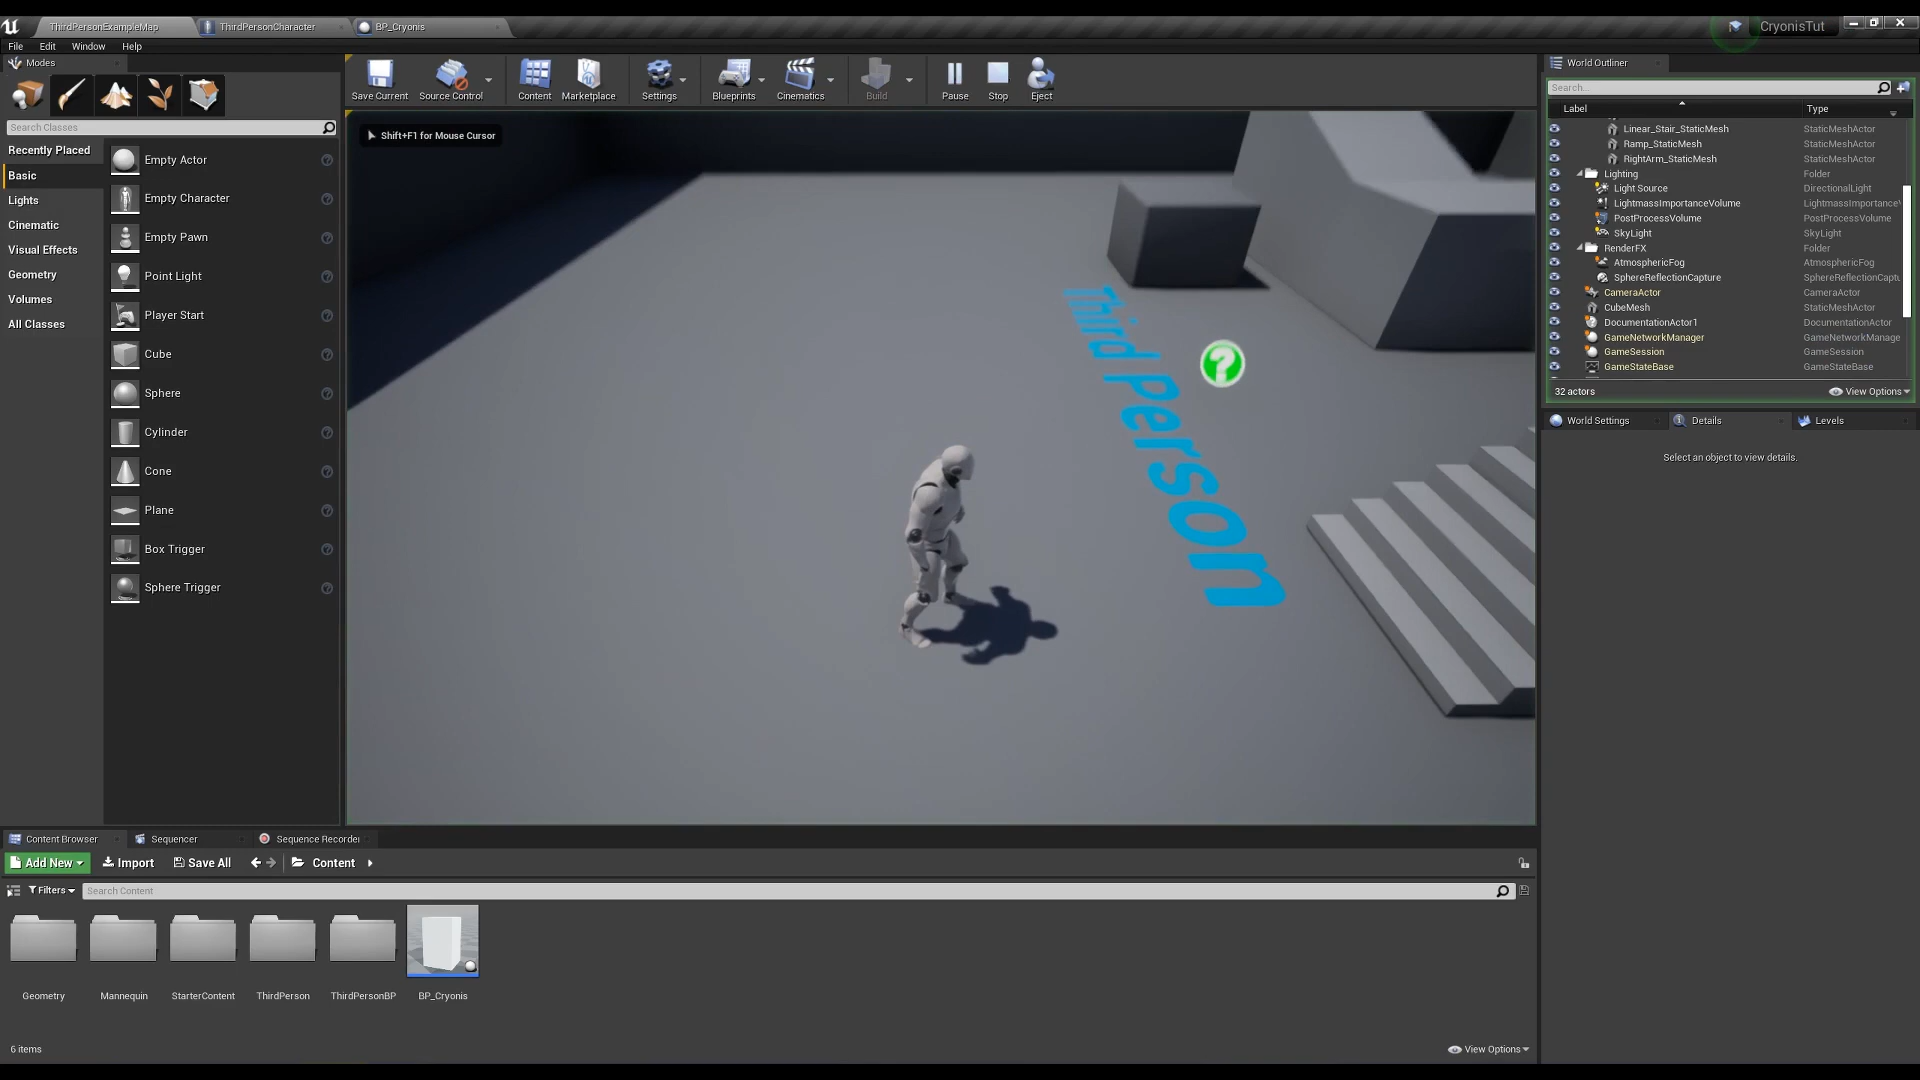 ThirdPersonExampleMap
ThirdPersonCharacter
BP_Cryonis
CryonisTut
File Edit Window Help
Modes
Search Classes
Recently Placed
Basic
Lights
Cinematic
Visual Effects
Geometry
Volumes
All Classes
Empty Actor
Empty Character
Empty Pawn
Point Light
Player Start
Cube
Sphere
Cylinder
Cone
Plane
Box Trigger
Sphere Trigger
Save Current
Source Control
Content
Marketplace
Settings
Blueprints
Cinematics
Build
Pause
Stop
Eject
Shift+F1 for Mouse Cursor
Third Person
?
World Outliner
Search...
Label Type
Linear_Stair_StaticMesh StaticMeshActor
Ramp_StaticMesh StaticMeshActor
RightArm_StaticMesh StaticMeshActor
Lighting Folder
Light Source DirectionalLight
LightmassImportanceVolume LightmassImportanceV
PostProcessVolume PostProcessVolume
SkyLight SkyLight
RenderFX Folder
AtmosphericFog AtmosphericFog
SphereReflectionCapture SphereReflectionCaptu
CameraActor CameraActor
CubeMesh StaticMeshActor
DocumentationActor1 DocumentationActor
GameNetworkManager GameNetworkManage
GameSession GameSession
GameStateBase GameStateBase
32 actors View Options
World Settings
Details
Levels
Select an object to view details.
Content Browser
Sequencer
Sequence Recorder
Add New Import Save All Content
Filters Search Content
Geometry
Mannequin
StarterContent
ThirdPerson
ThirdPersonBP
BP_Cryonis
6 items View Options